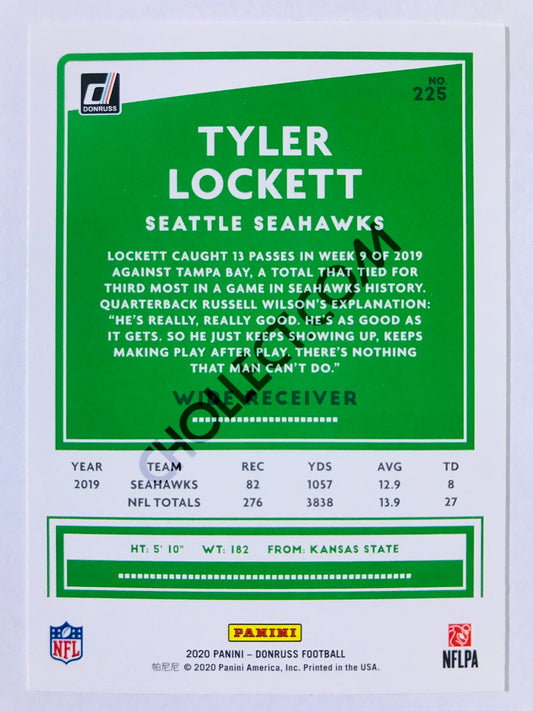 DONRUSS
NO.
225
TYLER
LOCKETT
SEATTLE SEAHAWKS
LOCKETT CAUGHT 13 PASSES IN WEEK 9 OF 2019
AGAINST TAMPA BAY, A TOTAL THAT TIED FOR
THIRD MOST IN A GAME IN SEAHAWKS HISTORY.
QUARTERBACK RUSSELL WILSON'S EXPLANATION:
“HE'S REALLY, REALLY GOOD. HE'S AS GOOD AS
IT GETS. SO HE JUST KEEPS SHOWING UP, KEEPS
MAKING PLAY AFTER PLAY. THERE'S NOTHING
THAT MAN CAN'T DO.”
WIDE RECEIVER
CHOLLECT.COM
YEAR TEAM REC YDS AVG TD
2019 SEAHAWKS 82 1057 12.9 8
NFL TOTALS 276 3838 13.9 27
HT: 5' 10" WT: 182 FROM: KANSAS STATE
NFL
PANINI
2020 PANINI – DONRUSS FOOTBALL
帕尼尼 © 2020 Panini America, Inc. Printed in the USA.
NFLPA